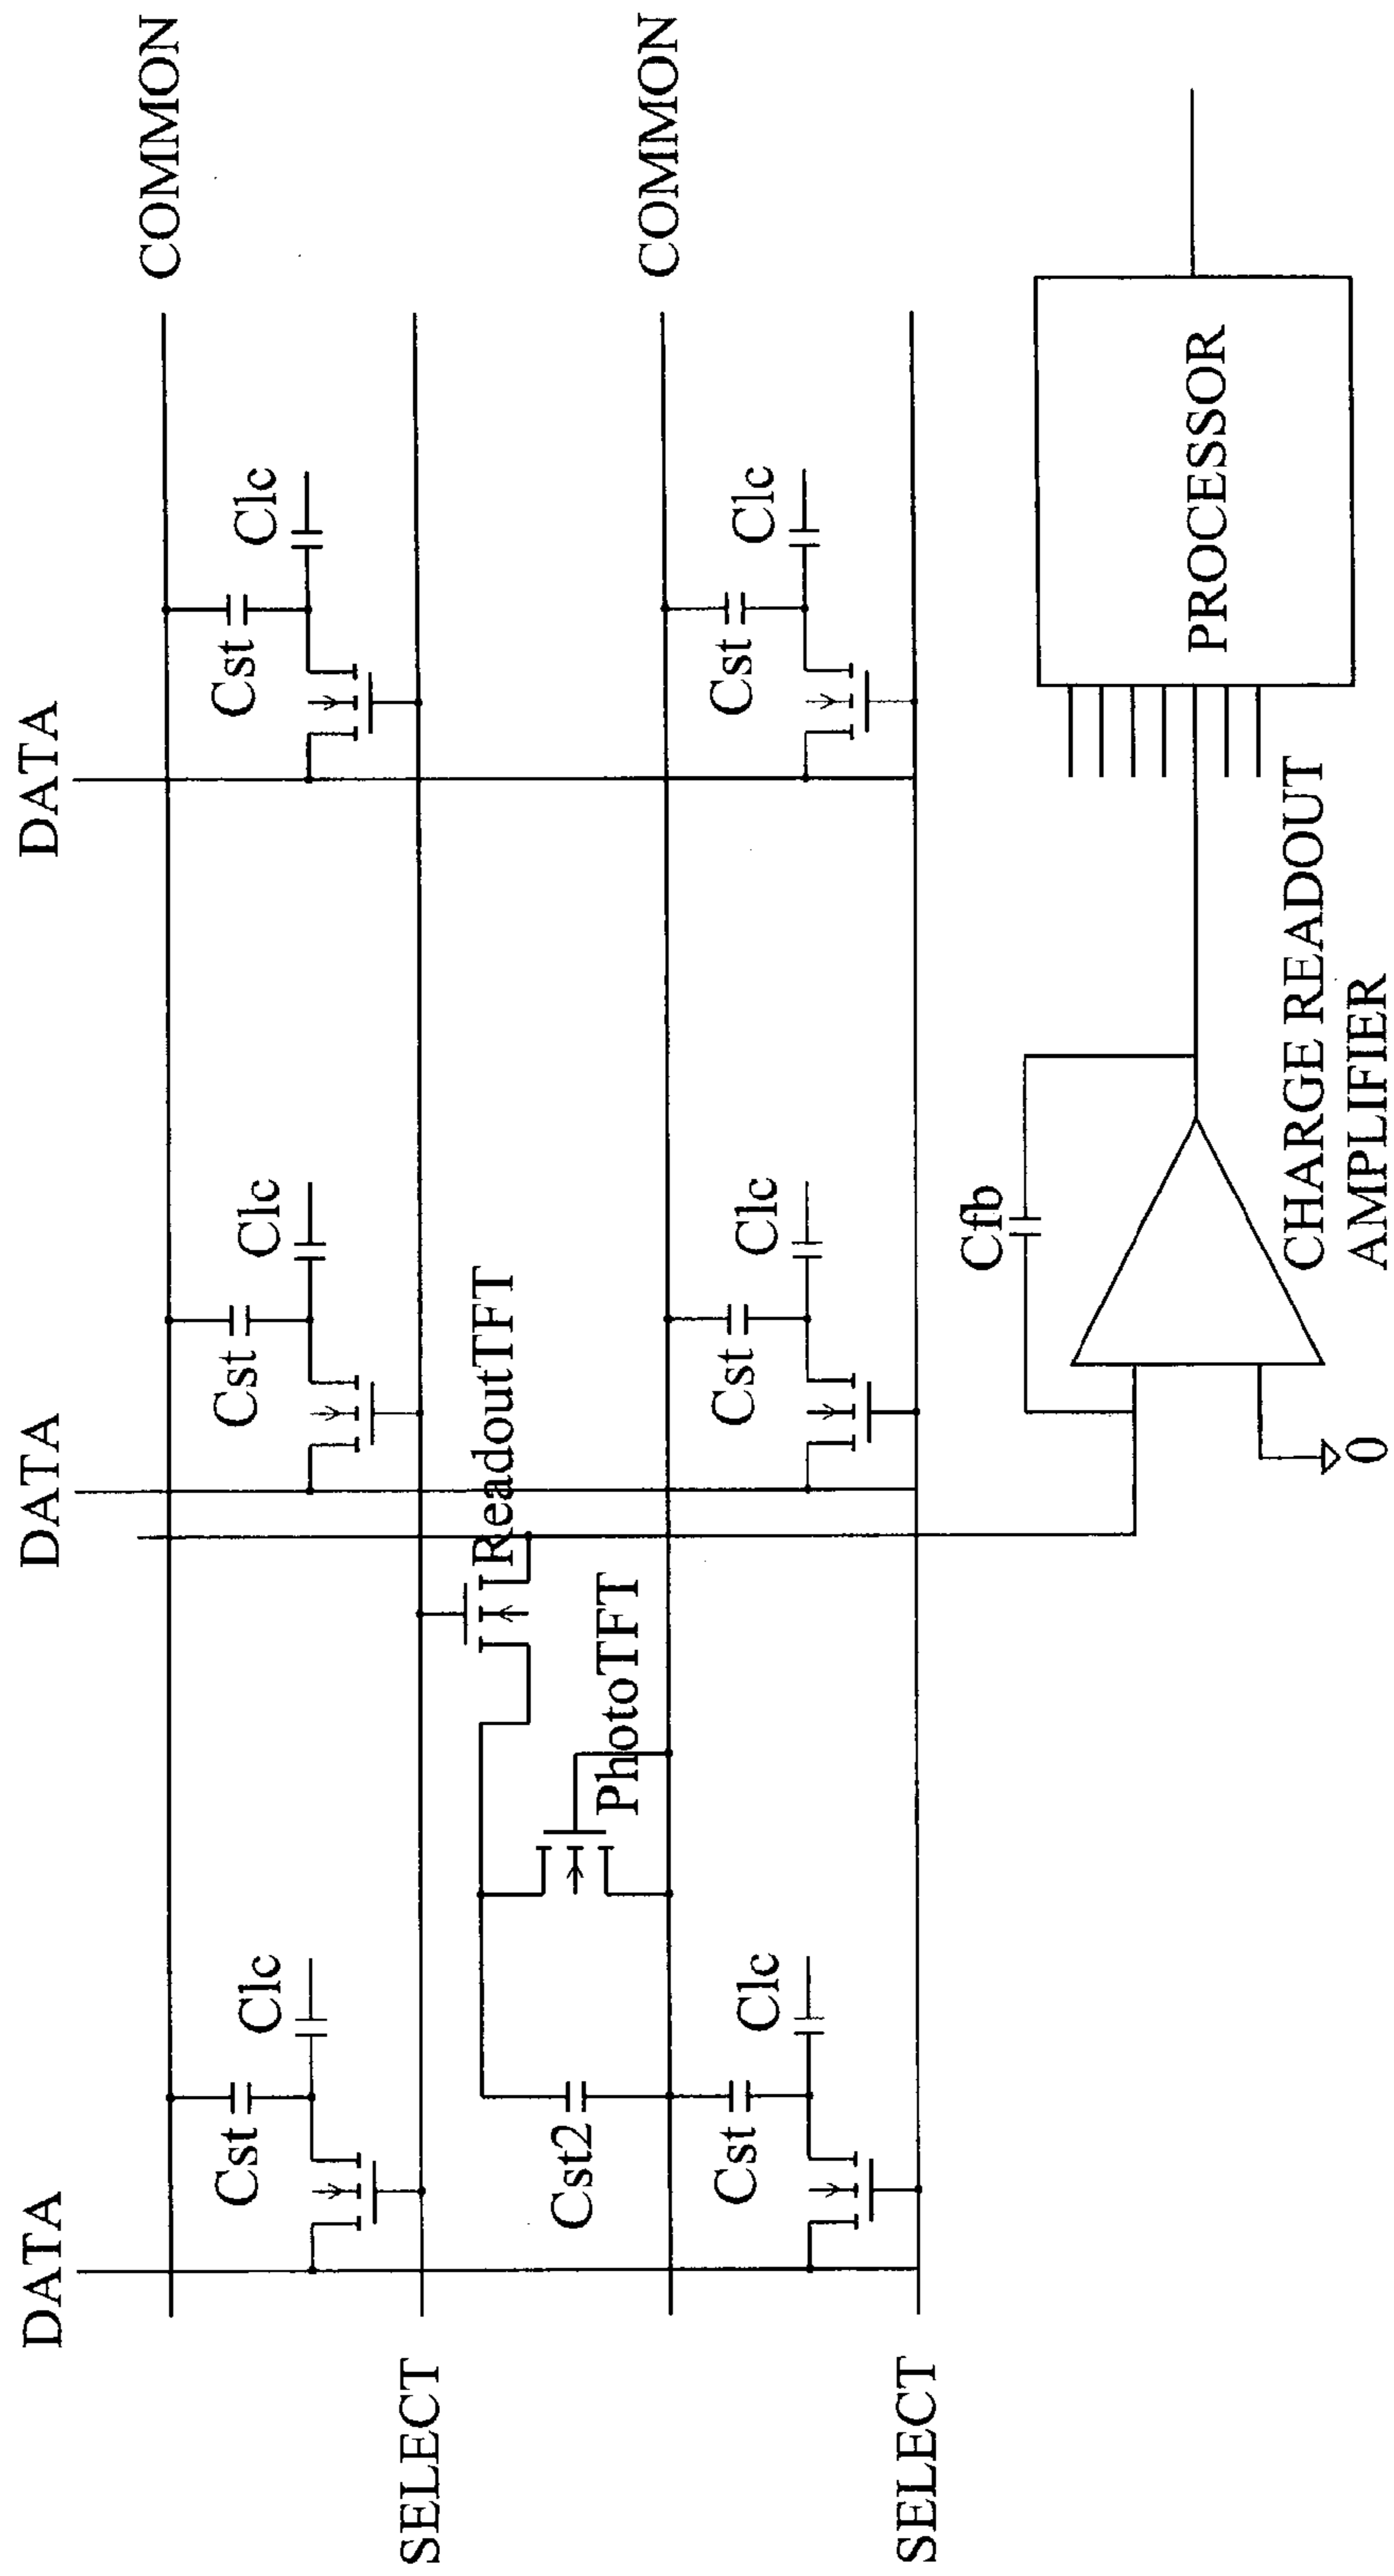 DATA
DATA
DATA
COMMON
Cst
Clc
Cst
Clc
Cst
Clc
SELECT
ReadoutTFT
Cst2
PhotoTFT
COMMON
Cst
Clc
Cst
Clc
Cst
Clc
SELECT
Cfb
PROCESSOR
0
CHARGE READOUT
AMPLIFIER